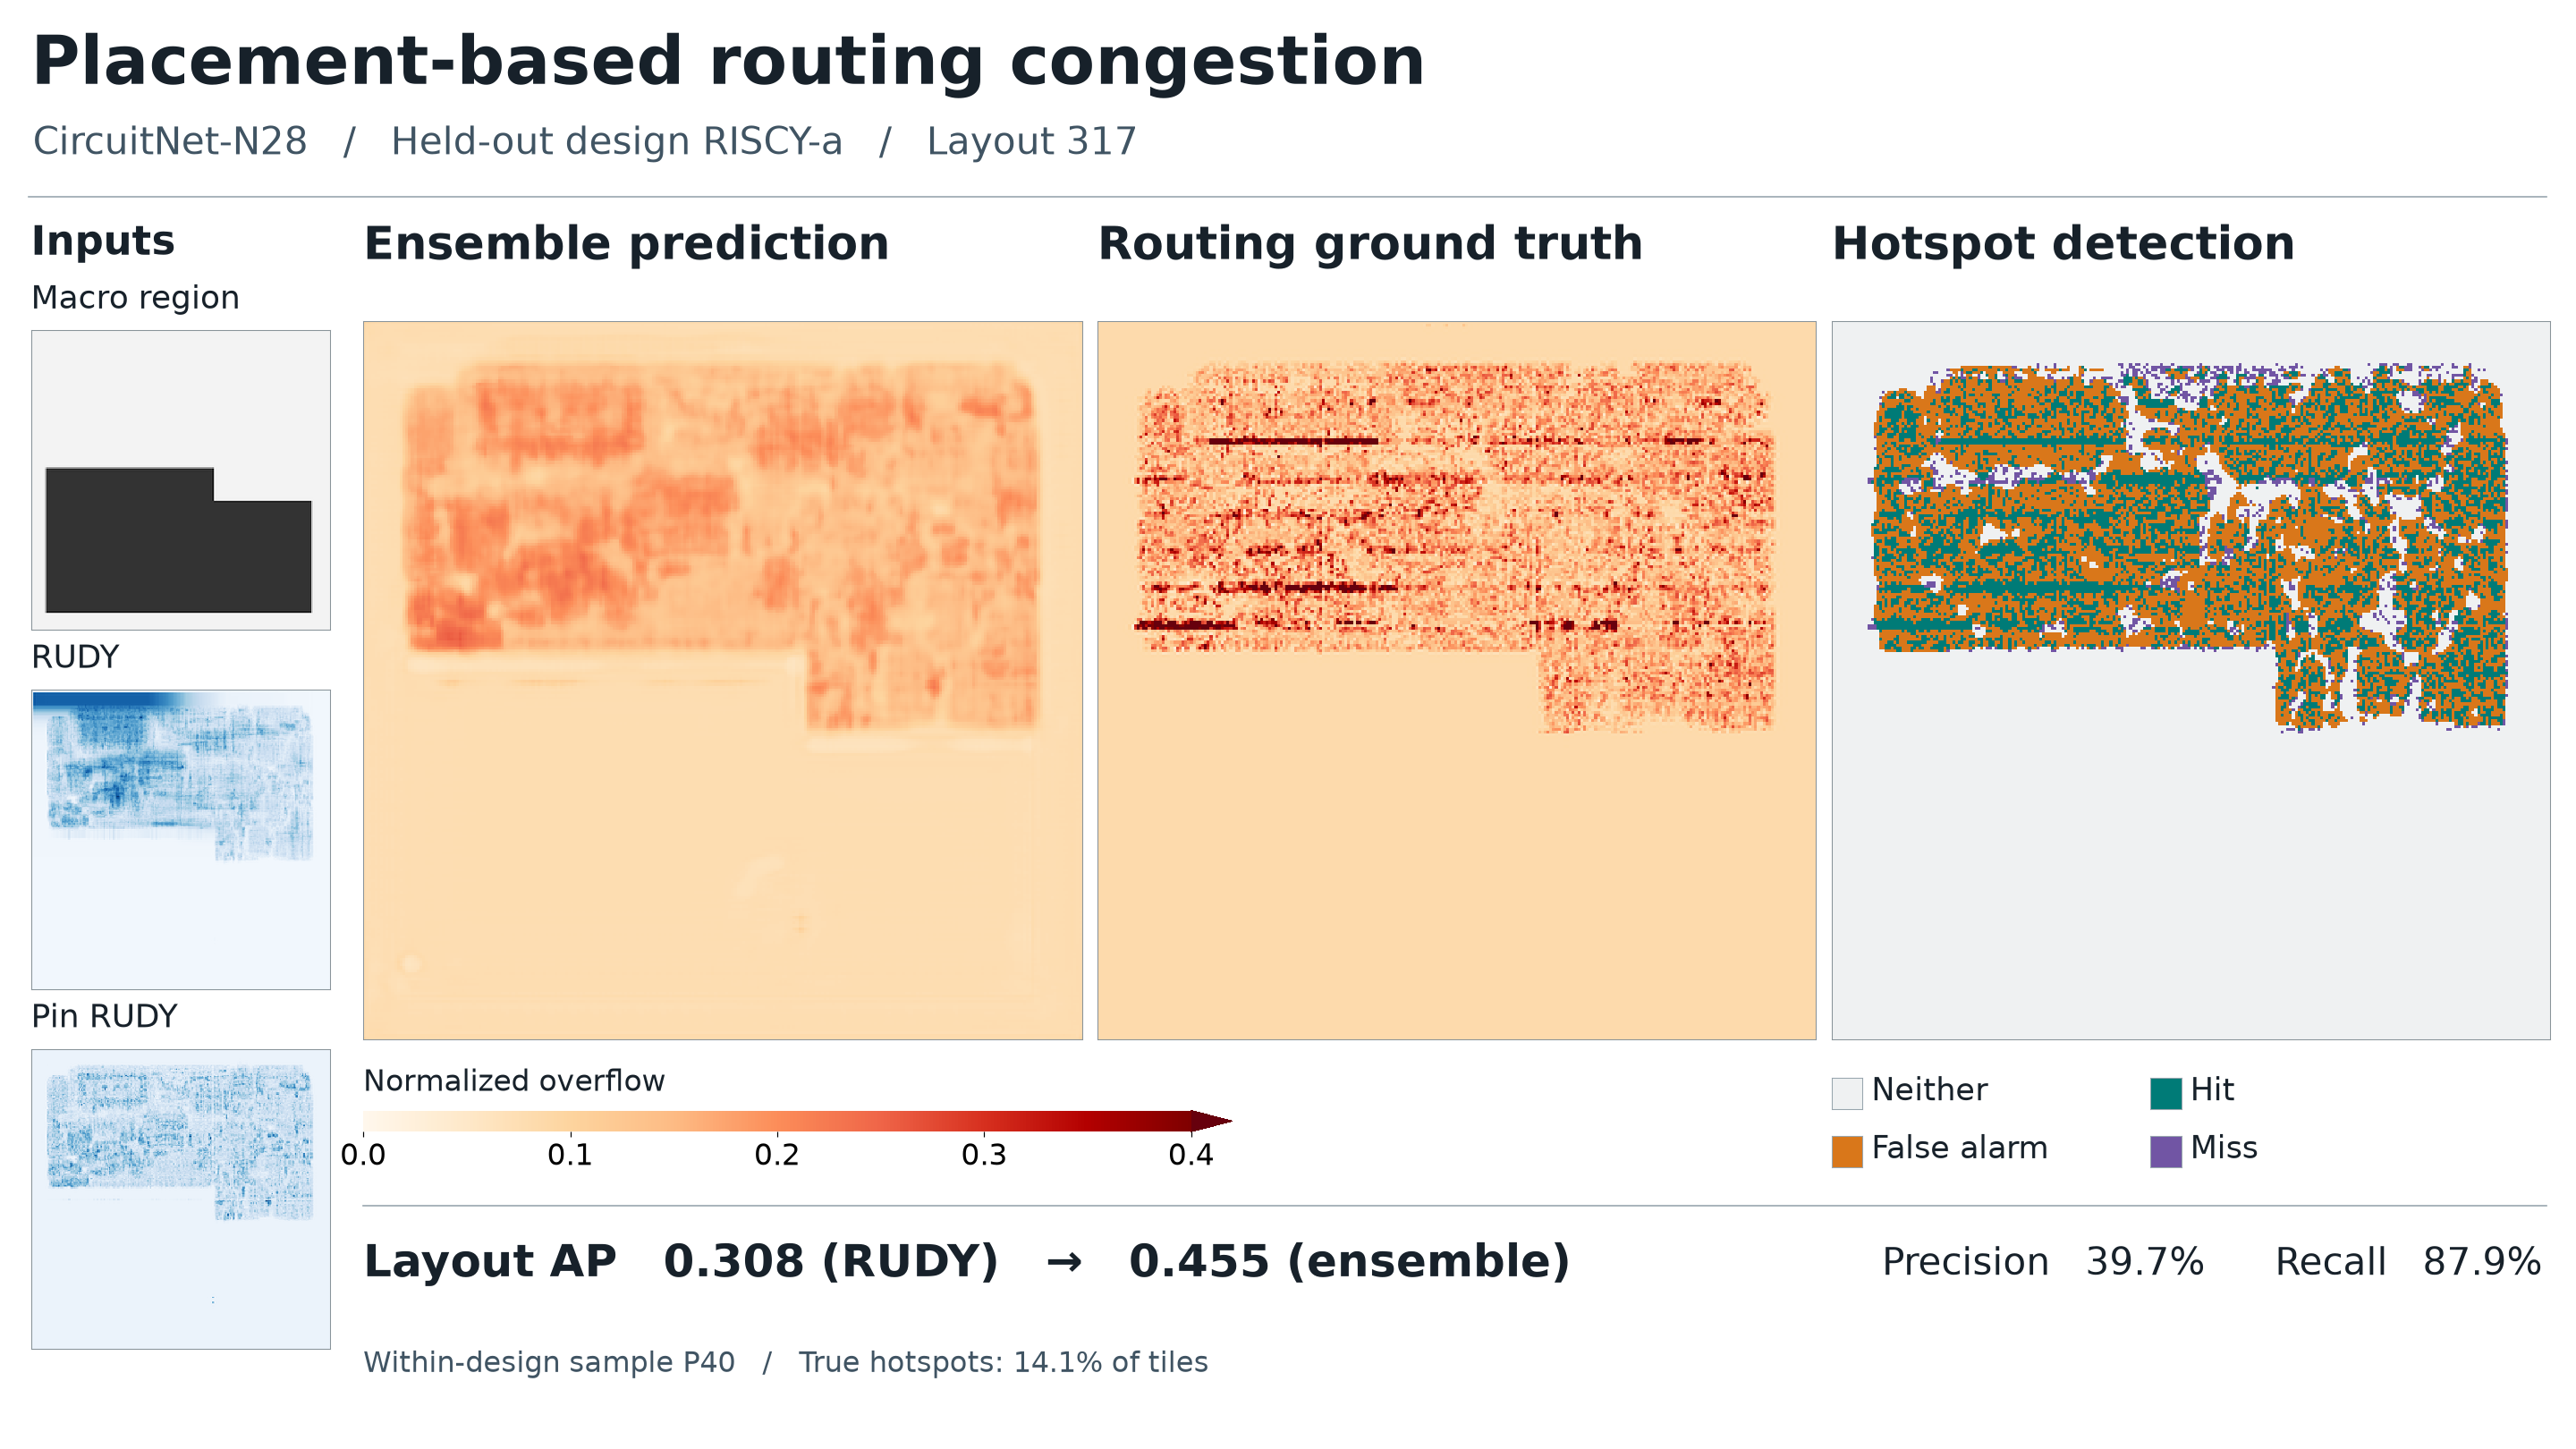 Placement-based routing congestion
CircuitNet-N28 / Held-out design RISCY-a / Layout 317
Inputs
Macro region
RUDY
Pin RUDY
Ensemble prediction
Routing ground truth
Hotspot detection
Normalized overflow
0.0 0.1 0.2 0.3 0.4
Neither Hit
False alarm Miss
Layout AP 0.308 (RUDY) → 0.455 (ensemble)
Precision 39.7% Recall 87.9%
Within-design sample P40 / True hotspots: 14.1% of tiles